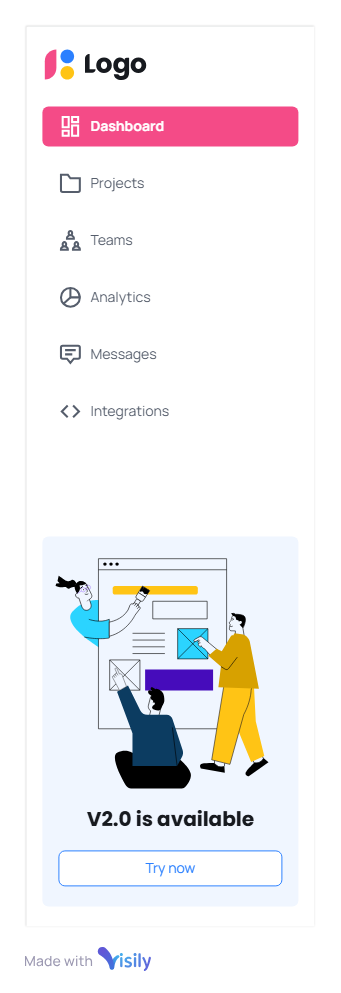 Logo
Dashboard
Projects
Teams
Analytics
Messages
Integrations
V2.0 is available
Try now
Made with Visily